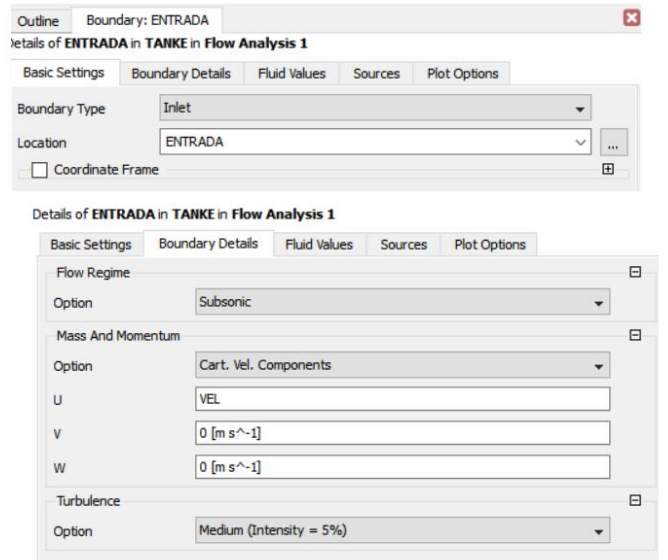 Outline Boundary: ENTRADA
Details of ENTRADA in TANKE in Flow Analysis 1
Basic Settings Boundary Details Fluid Values Sources Plot Options
Boundary Type Inlet
Location ENTRADA ...
Coordinate Frame
Details of ENTRADA in TANKE in Flow Analysis 1
Basic Settings Boundary Details Fluid Values Sources Plot Options
Flow Regime
Option Subsonic
Mass And Momentum
Option Cart. Vel. Components
U VEL
V 0 [m s^-1]
W 0 [m s^-1]
Turbulence
Option Medium (Intensity = 5%)